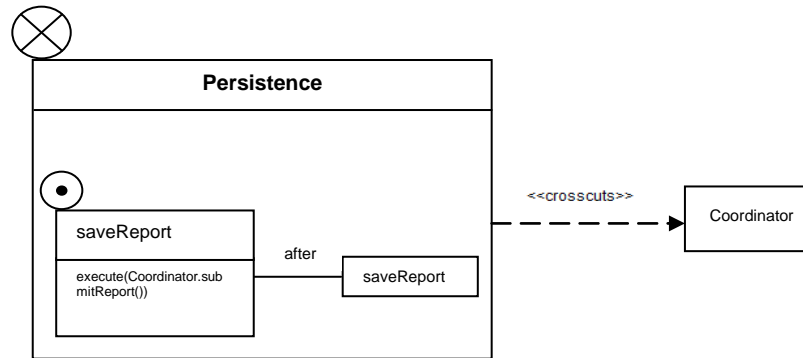 Persistence
<<crosscuts>>
Coordinator
saveReport
after
execute(Coordinator.sub
mitReport())
saveReport